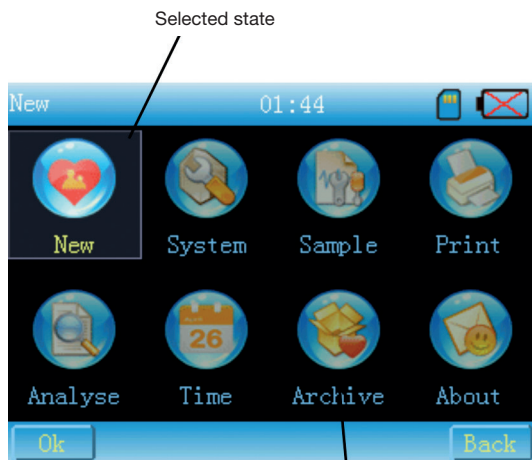 Selected state
New 01:44
New System Sample Print
26
Analyse Time Archive About
Ok Back